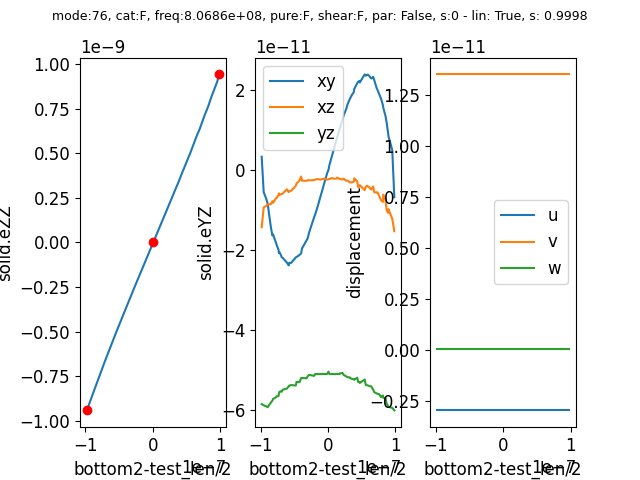 mode:76, cat:F, freq:8.0686e+08, pure:F, shear:F, par: False, s:0 - lin: True, s: 0.9998
1e−9
1.00
0.75
0.50
0.25
0.00
−0.25
−0.50
−0.75
−1.00
solid.eZZ
−1
0
1
bottom2-test_len/2
1e−7
1e−11
xy
xz
yz
2
0
−2
−4
−6
solid.eYZ
−1
0
1
bottom2-test_len/2
1e−7
1e−11
1.25
1.00
0.75
0.50
0.25
0.00
−0.25
displacement
u
v
w
−1
0
1
bottom2-test_len/2
1e−7